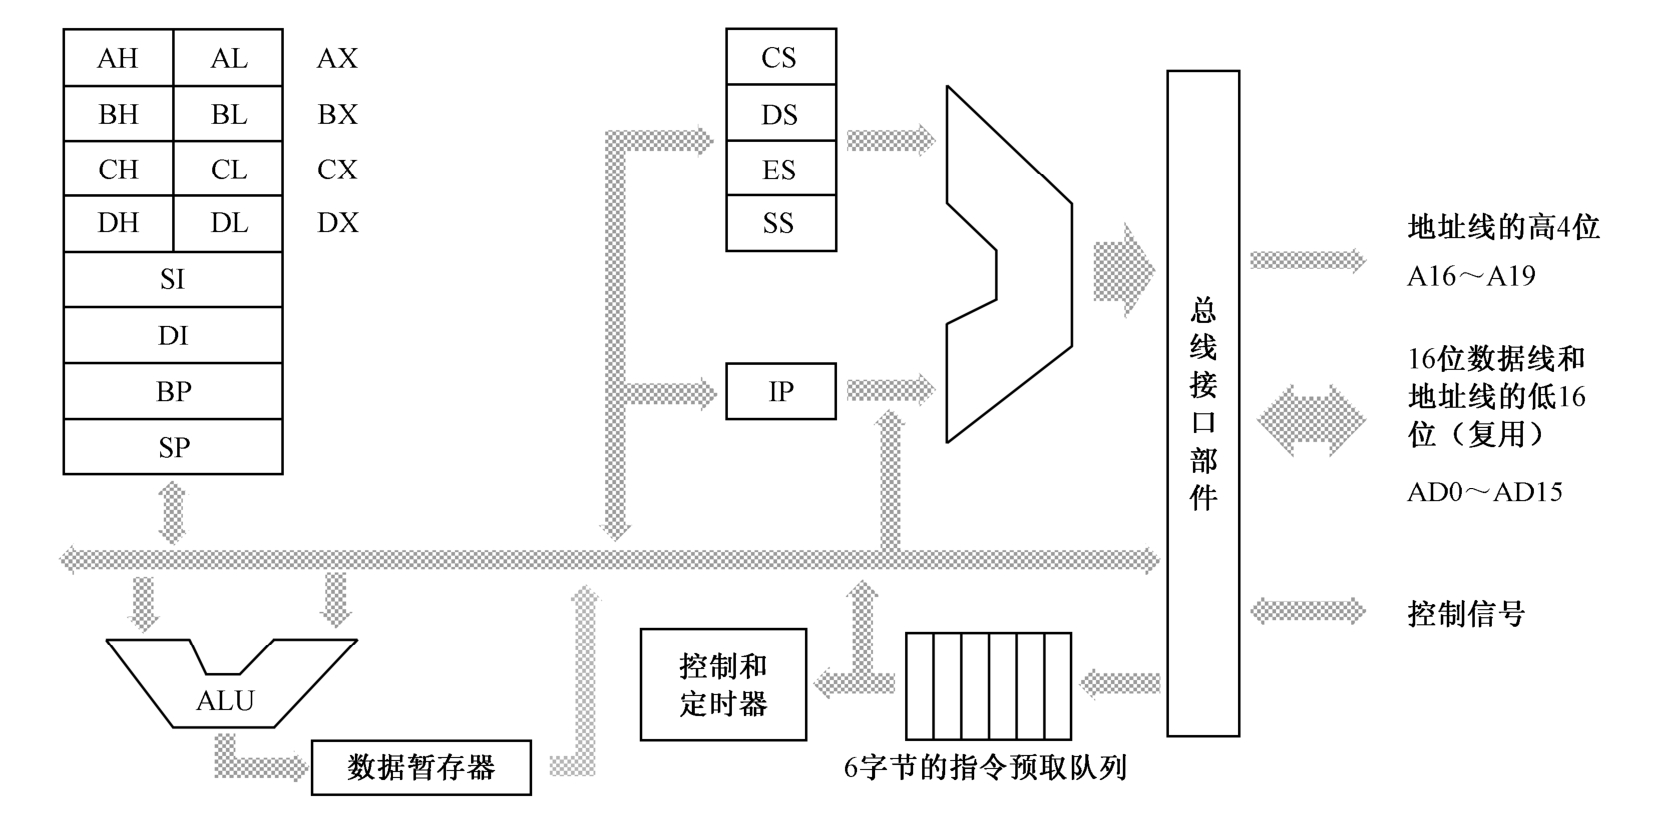 AH AL AX
BH BL BX
CH CL CX
DH DL DX
SI
DI
BP
SP
CS
DS
ES
SS
IP
总线接口部件
地址线的高4位
A16～A19
16位数据线和
地址线的低16
位（复用）
AD0～AD15
控制信号
ALU
数据暂存器
控制和
定时器
6字节的指令预取队列